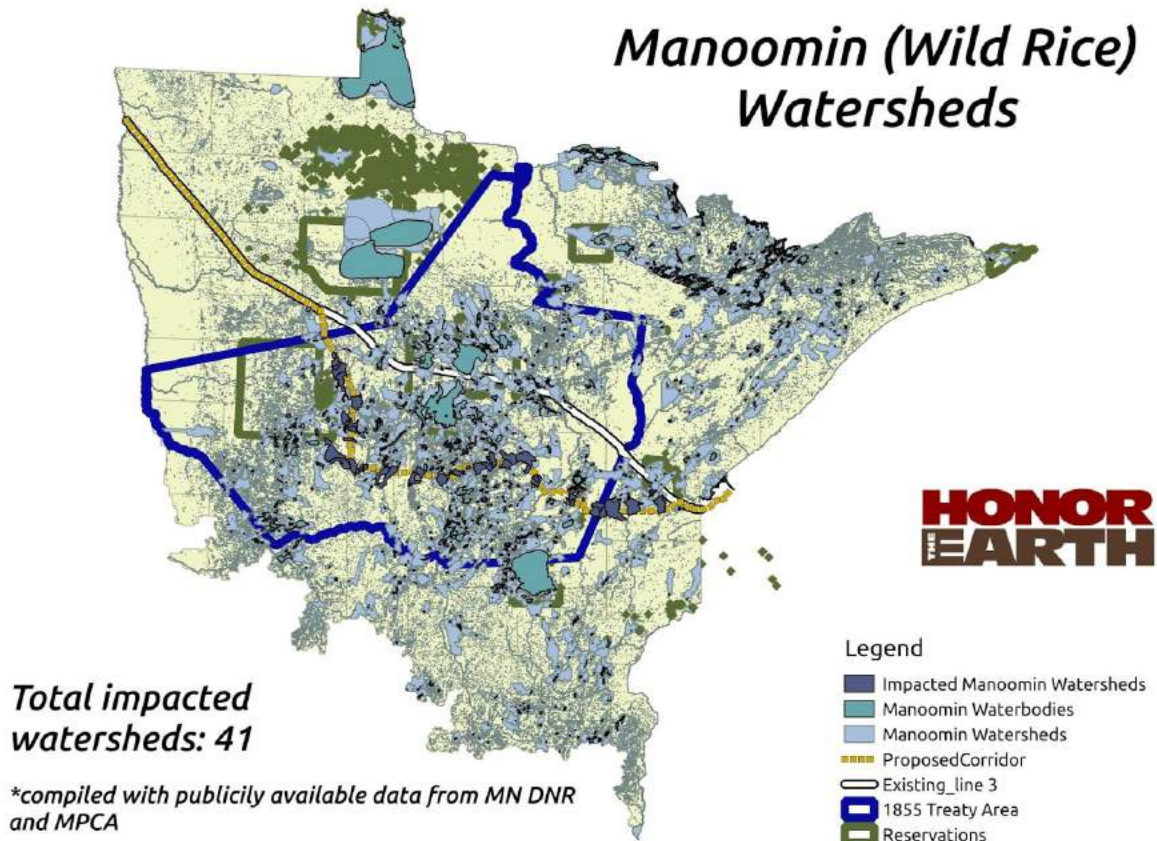 Manoomin (Wild Rice)
Watersheds
HONOR
THE EARTH
Legend
Impacted Manoomin Watersheds
Manoomin Waterbodies
Manoomin Watersheds
ProposedCorridor
Existing_line 3
1855 Treaty Area
Reservations
Total impacted
watersheds: 41
*compiled with publicily available data from MN DNR
and MPCA